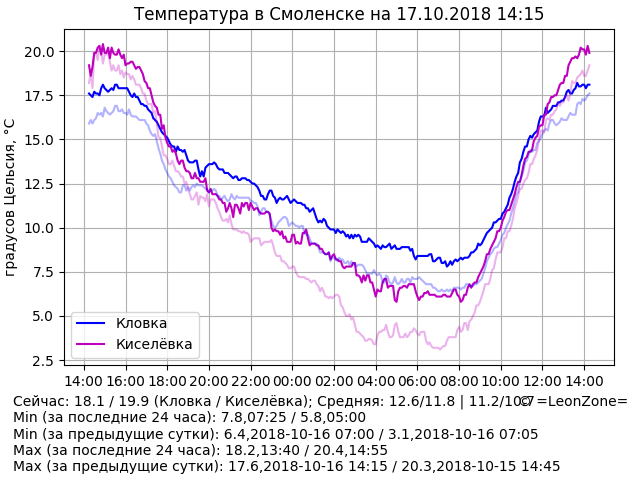 Температура в Смоленске на 17.10.2018 14:15
градусов Цельсия, °C
20.0
17.5
15.0
12.5
10.0
7.5
5.0
2.5
Кловка
Киселёвка
14:00 16:00 18:00 20:00 22:00 00:00 02:00 04:00 06:00 08:00 10:00 12:00 14:00
Сейчас: 18.1 / 19.9 (Кловка / Киселёвка); Средняя: 12.6/11.8 | 11.2/10.7 © =LeonZone=
Min (за последние 24 часа): 7.8,07:25 / 5.8,05:00
Min (за предыдущие сутки): 6.4,2018-10-16 07:00 / 3.1,2018-10-16 07:05
Max (за последние 24 часа): 18.2,13:40 / 20.4,14:55
Max (за предыдущие сутки): 17.6,2018-10-16 14:15 / 20.3,2018-10-15 14:45